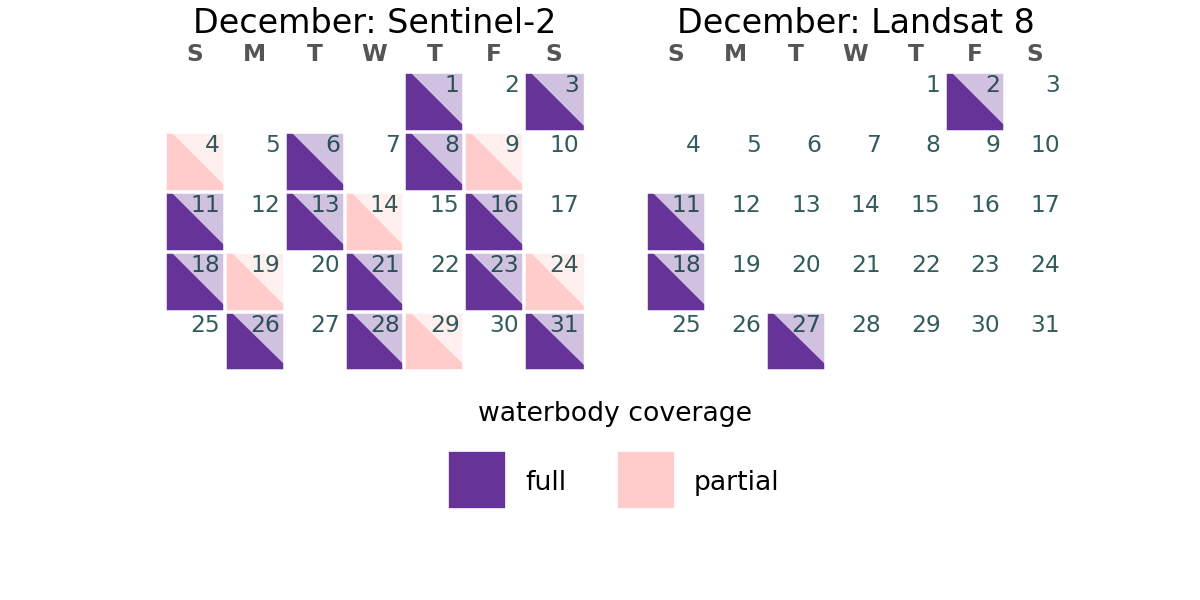 December: Sentinel-2
S M T W T F S
1 2 3
4 5 6 7 8 9 10
11 12 13 14 15 16 17
18 19 20 21 22 23 24
25 26 27 28 29 30 31
December: Landsat 8
S M T W T F S
1 2 3
4 5 6 7 8 9 10
11 12 13 14 15 16 17
18 19 20 21 22 23 24
25 26 27 28 29 30 31
waterbody coverage
full partial